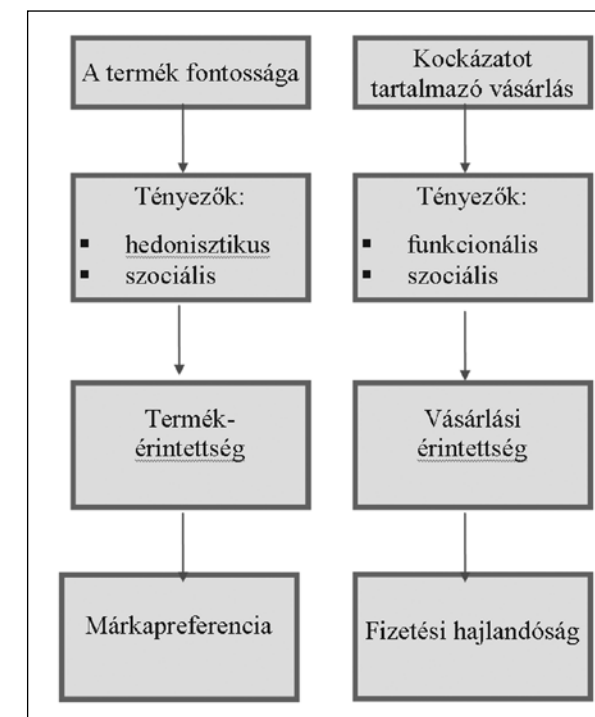 A termék fontossága
Tényezők:
▪ hedonisztikus
▪ szociális
Termék-
érintettség
Márkapreferencia
Kockázatot
tartalmazó vásárlás
Tényezők:
▪ funkcionális
▪ szociális
Vásárlási
érintettség
Fizetési hajlandóság